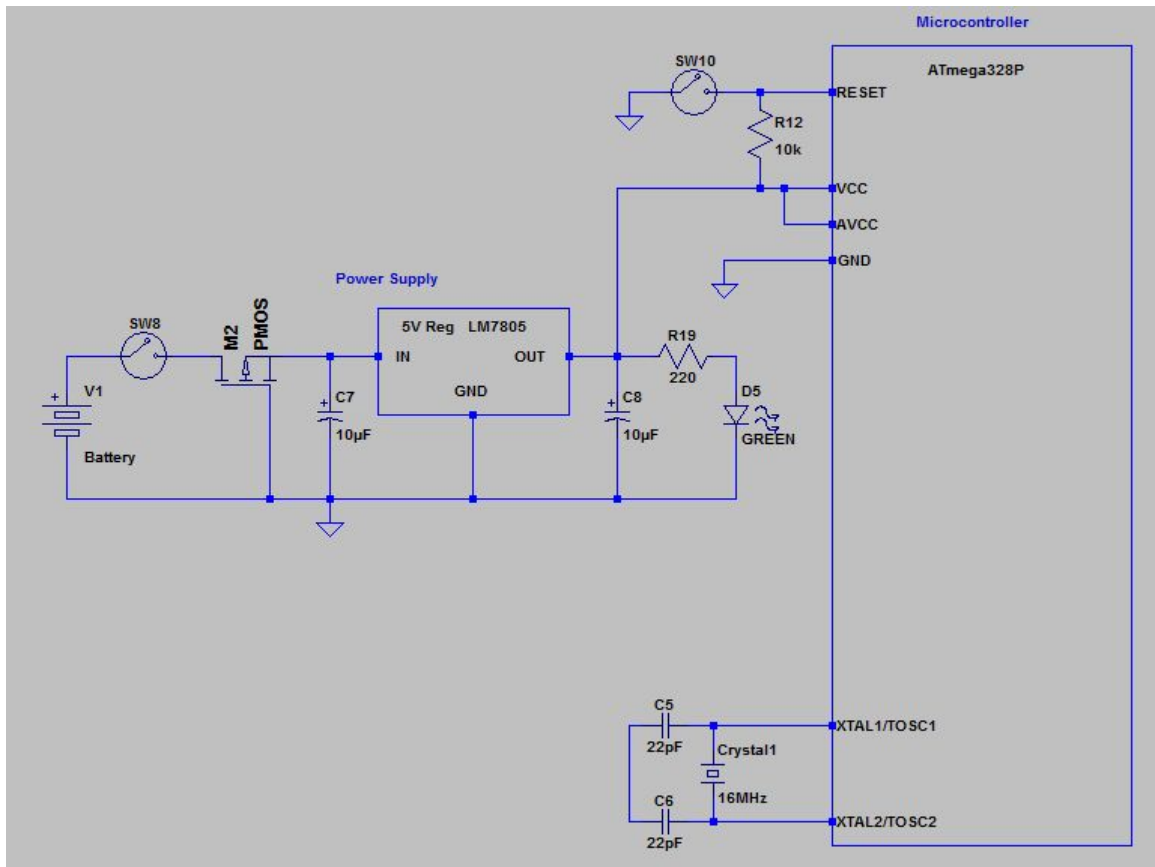 Microcontroller
SW10
ATmega328P
RESET
R12
10k
VCC
AVCC
GND
Power Supply
SW8
M2
PMOS
5V Reg LM7805
IN
OUT
GND
R19
220
V1
+
Battery
+
C7
10µF
+
C8
10µF
D5
GREEN
C5
22pF
XTAL1/TOSC1
Crystal1
16MHz
C6
22pF
XTAL2/TOSC2